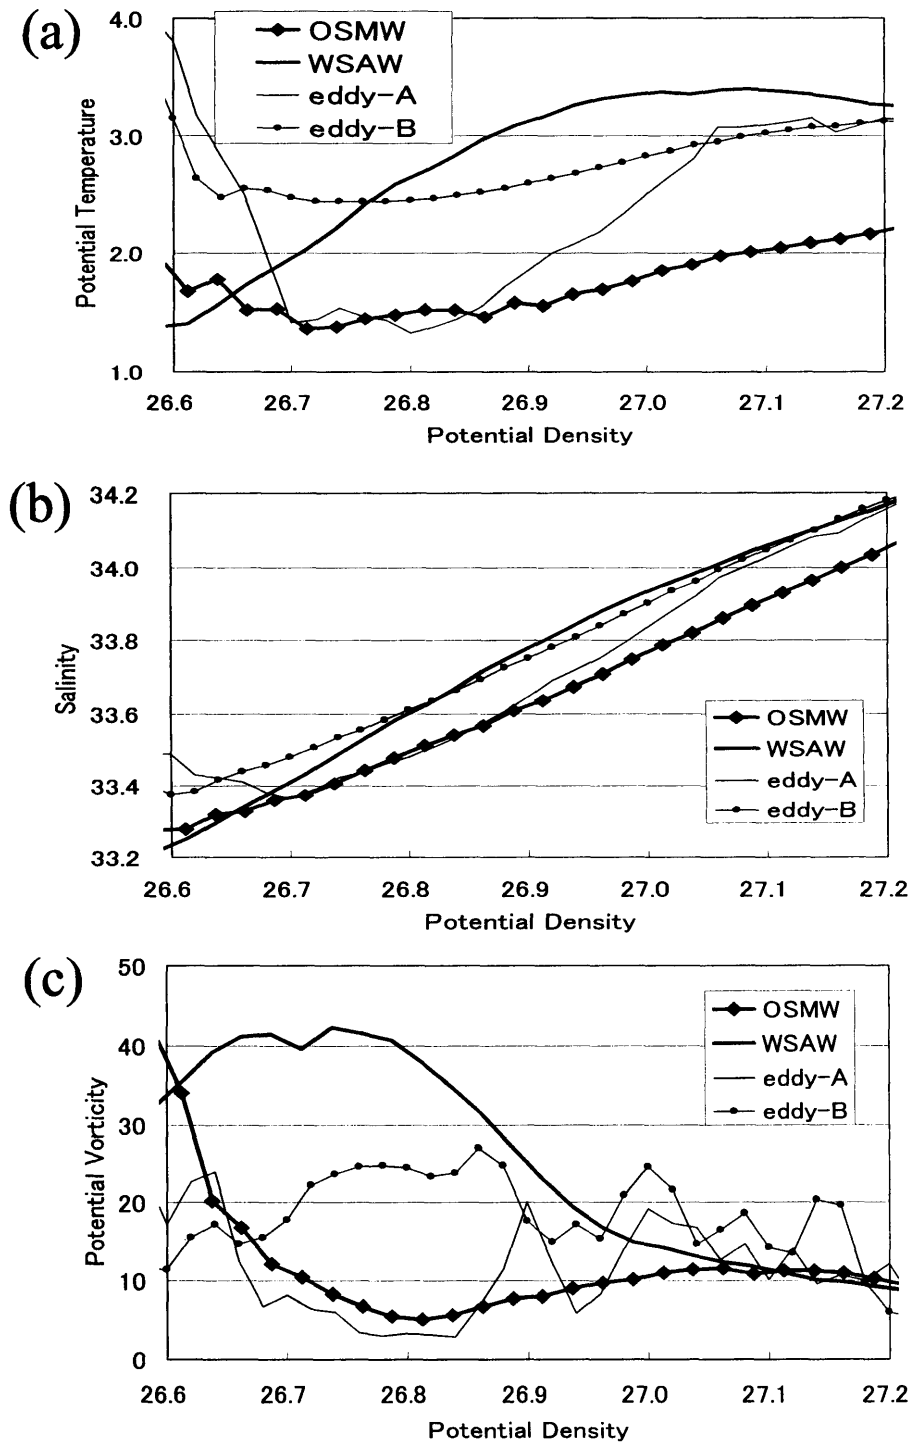 (a)
4.0
3.0
2.0
1.0
Potential Temperature
OSMW
WSAW
eddy-A
eddy-B
26.6 26.7 26.8 26.9 27.0 27.1 27.2
Potential Density
(b)
34.2
34.0
33.8
33.6
33.4
33.2
Salinity
OSMW
WSAW
eddy-A
eddy-B
26.6 26.7 26.8 26.9 27.0 27.1 27.2
Potential Density
(c)
50
40
30
20
10
0
Potential Vorticity
OSMW
WSAW
eddy-A
eddy-B
26.6 26.7 26.8 26.9 27.0 27.1 27.2
Potential Density